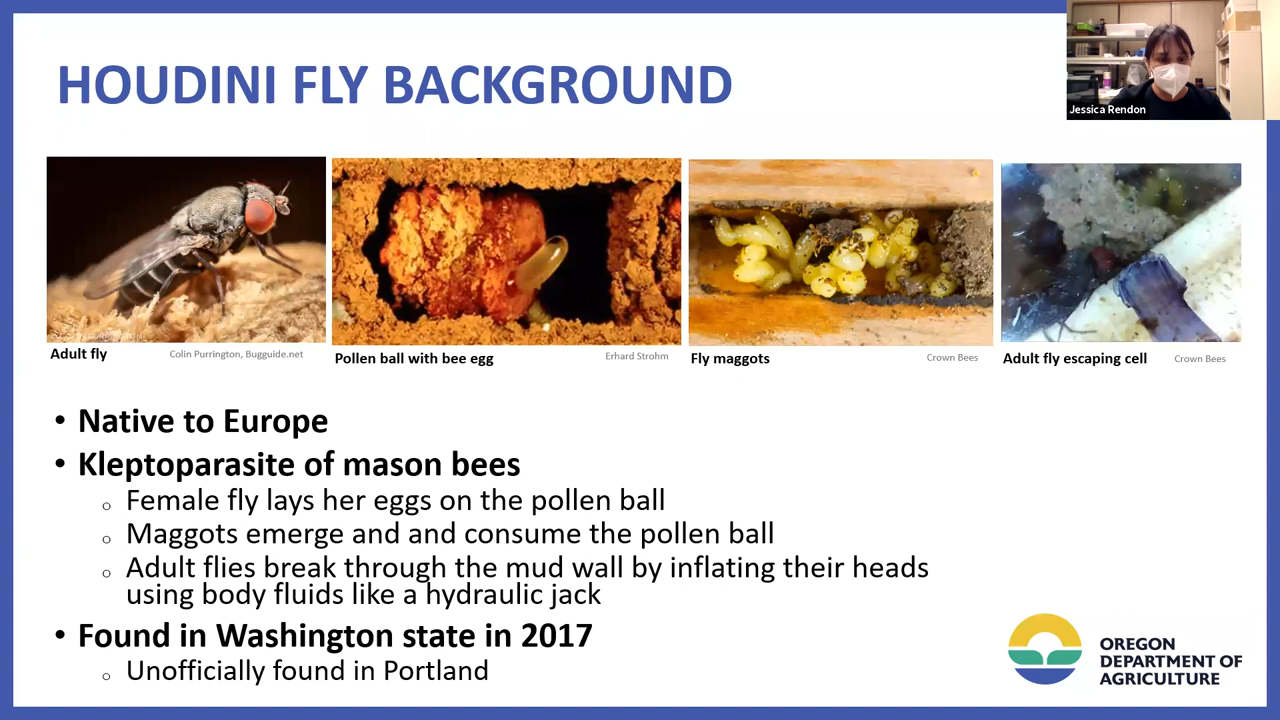 HOUDINI FLY BACKGROUND
Jessica Rendon
Adult fly
Colin Purrington, Bugguide.net
Pollen ball with bee egg
Erhard Strohm
Fly maggots
Crown Bees
Adult fly escaping cell
Crown Bees
• Native to Europe
• Kleptoparasite of mason bees
o Female fly lays her eggs on the pollen ball
o Maggots emerge and and consume the pollen ball
o Adult flies break through the mud wall by inflating their heads
using body fluids like a hydraulic jack
• Found in Washington state in 2017
o Unofficially found in Portland
OREGON
DEPARTMENT OF
AGRICULTURE